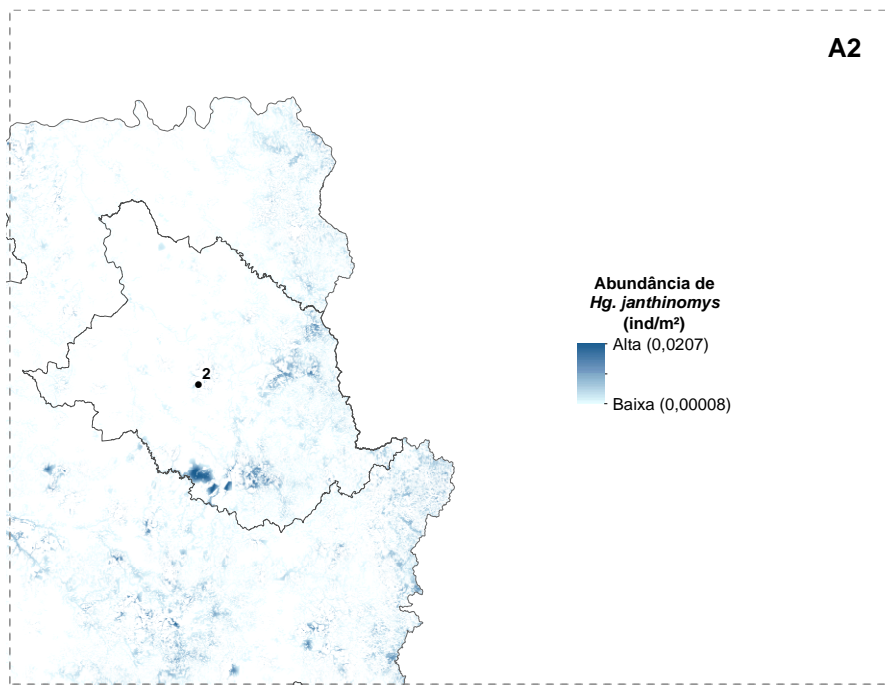 A2
Abundância de
Hg. janthinomys
(ind/m²)
Alta (0,0207)
Baixa (0,00008)
2